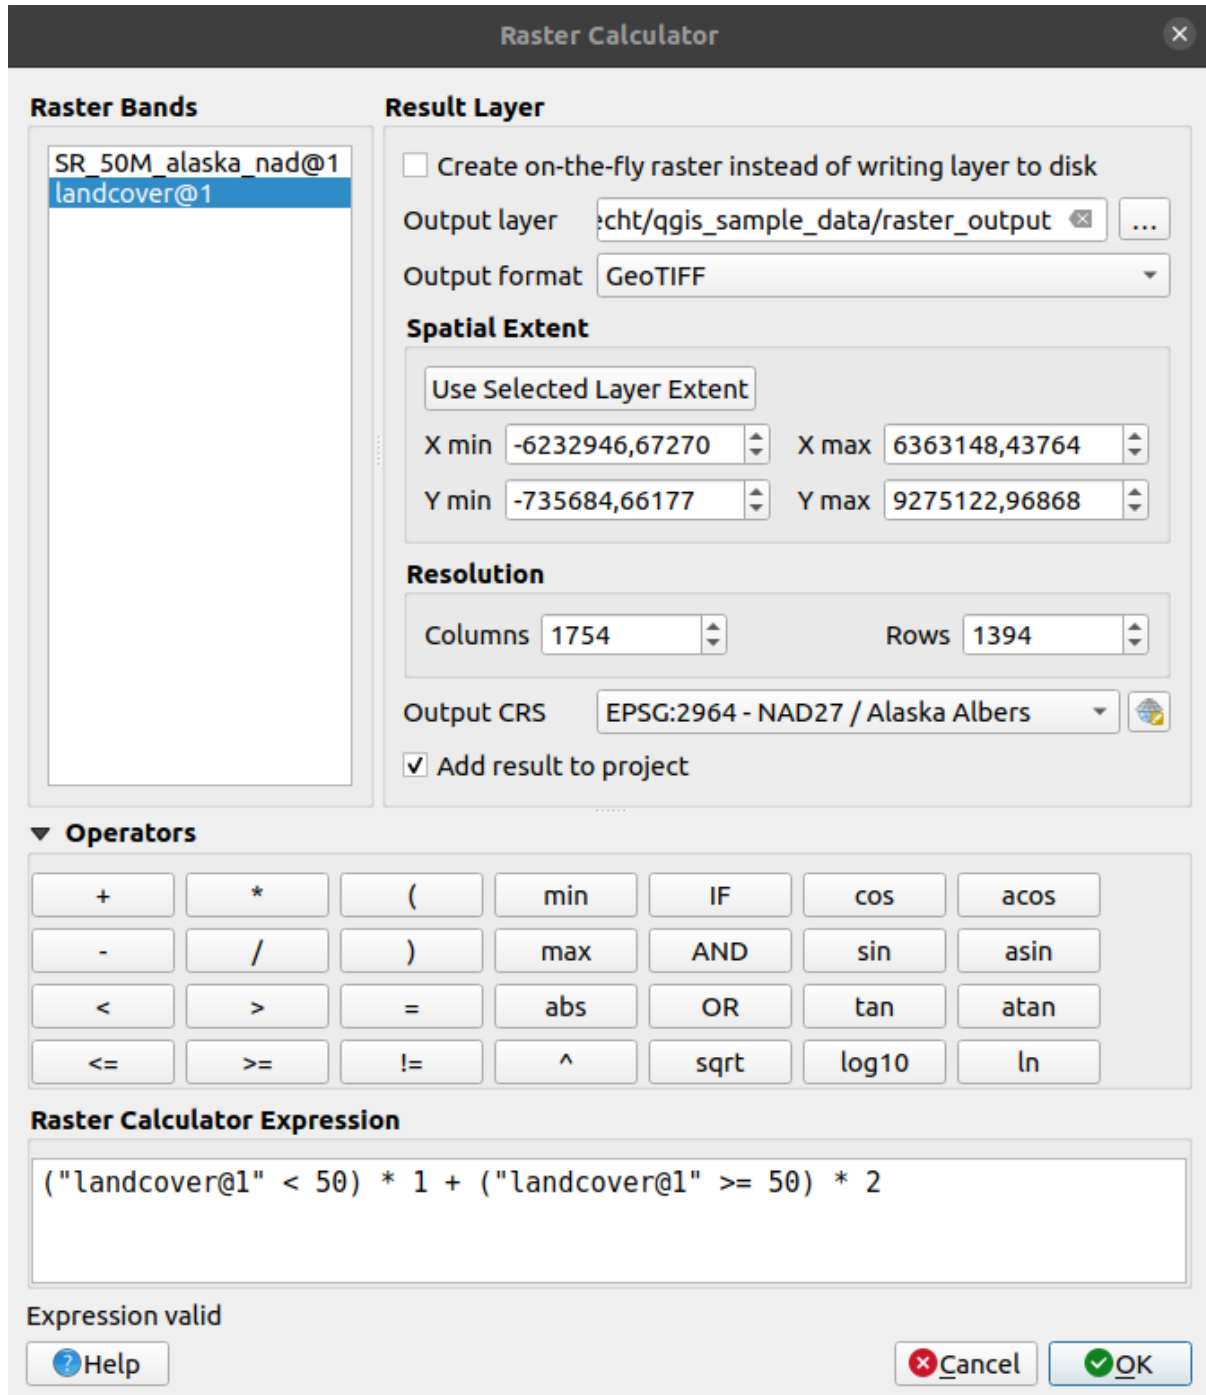 Raster Calculator
Raster Bands
SR_50M_alaska_nad@1
landcover@1
Result Layer
Create on-the-fly raster instead of writing layer to disk
Output layer :cht/qgis_sample_data/raster_output ...
Output format GeoTIFF
Spatial Extent
Use Selected Layer Extent
X min -6232946,67270 X max 6363148,43764
Y min -735684,66177 Y max 9275122,96868
Resolution
Columns 1754 Rows 1394
Output CRS EPSG:2964 - NAD27 / Alaska Albers
Add result to project
Operators
+ * ( min IF cos acos
- / ) max AND sin asin
< > = abs OR tan atan
<= >= != ^ sqrt log10 ln
Raster Calculator Expression
("landcover@1" < 50) * 1 + ("landcover@1" >= 50) * 2
Expression valid
Help Cancel OK